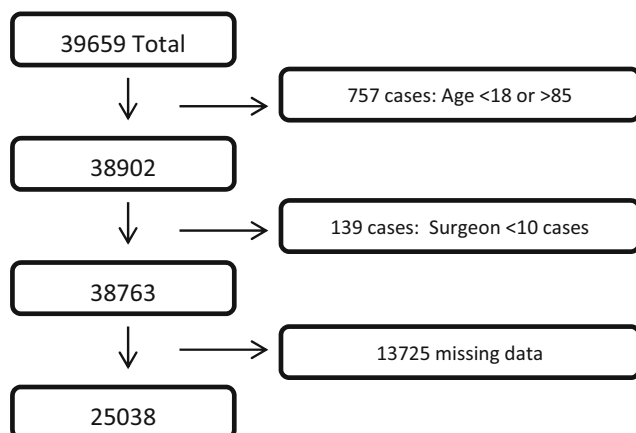 39659 Total
757 cases: Age <18 or >85
38902
139 cases:  Surgeon <10 cases
38763
13725 missing data
25038